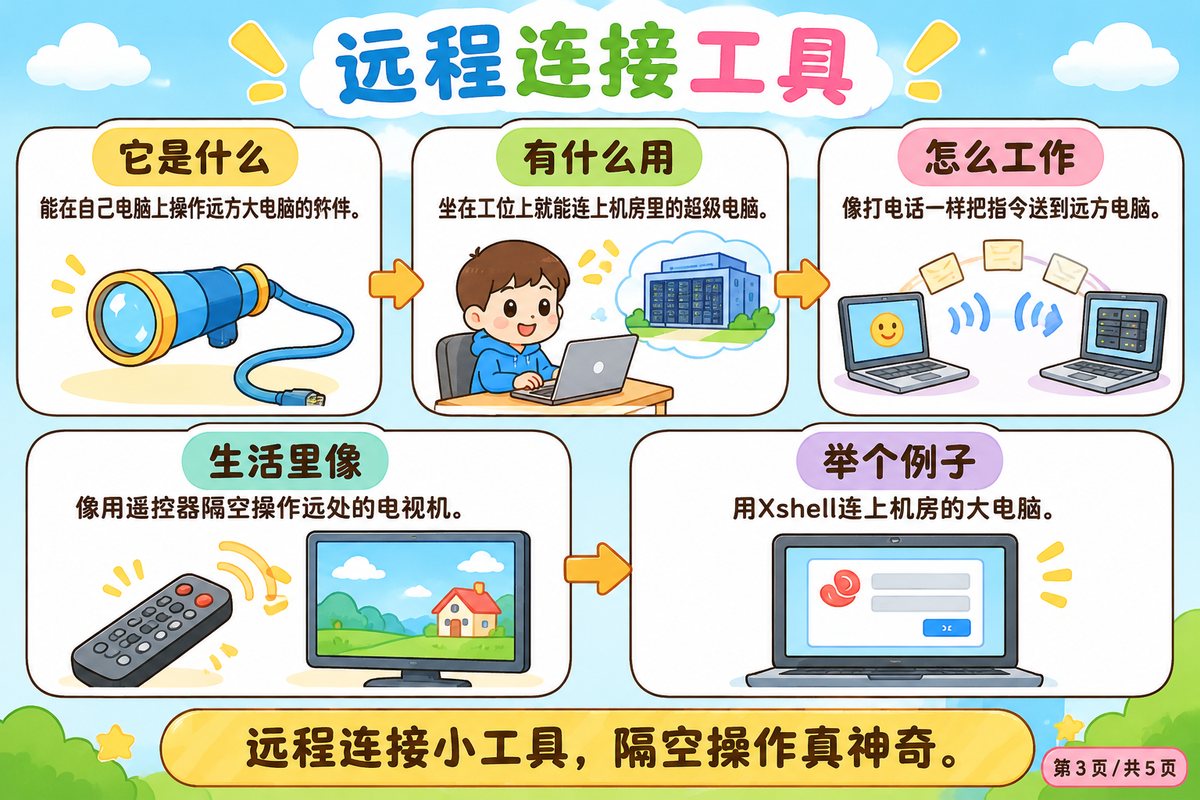 远程连接工具
它是什么
能在自己电脑上操作远方大电脑的软件。
有什么用
坐在工位上就能连上机房里的超级电脑。
怎么工作
像打电话一样把指令送到远方电脑。
生活里像
像用遥控器隔空操作远处的电视机。
举个例子
用Xshell连上机房的大电脑。
远程连接小工具，隔空操作真神奇。
第3页/共5页